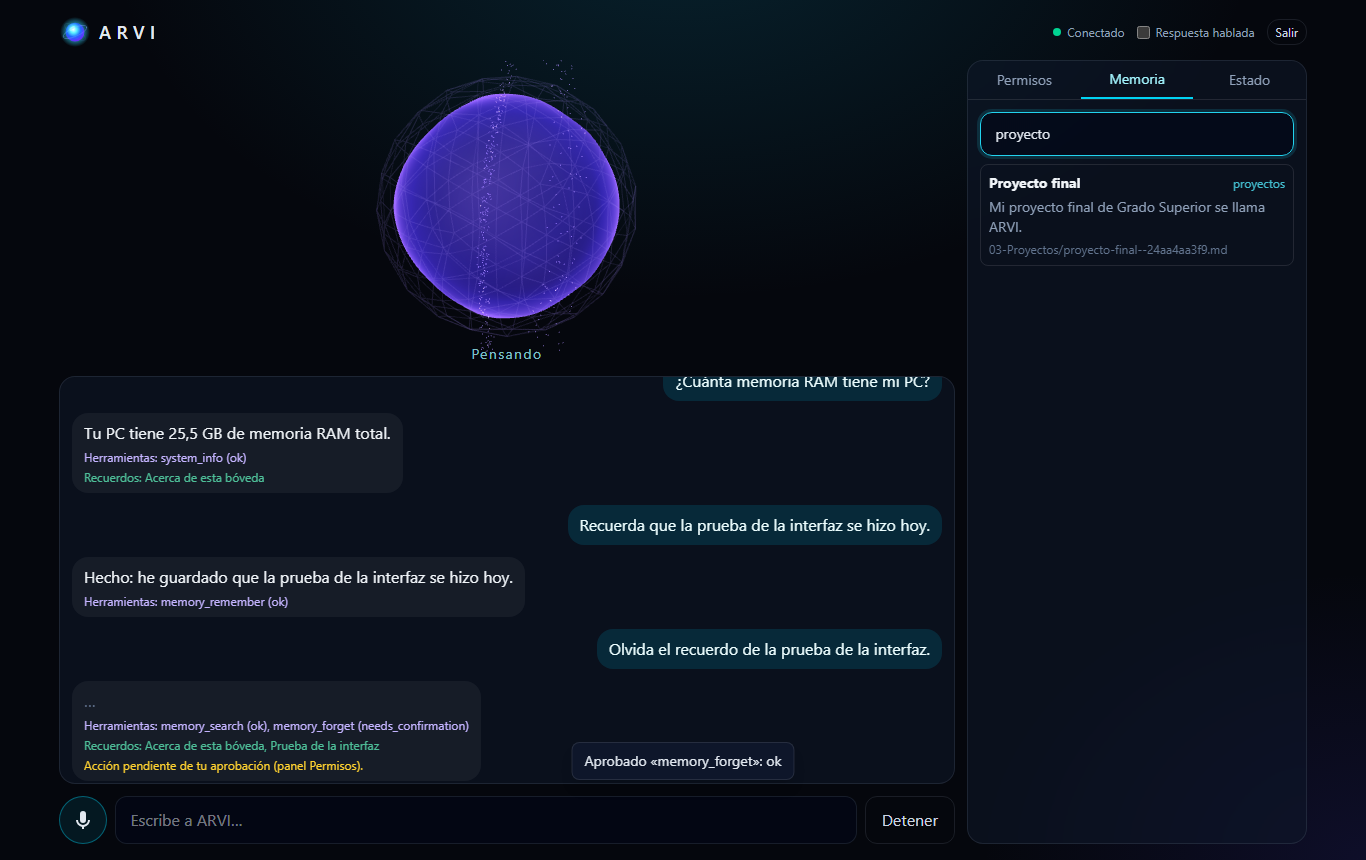 ARVI
Conectado
Respuesta hablada
Salir
Pensando
¿Cuánta memoria RAM tiene mi PC?
Tu PC tiene 25,5 GB de memoria RAM total.
Herramientas: system_info (ok)
Recuerdos: Acerca de esta bóveda
Recuerda que la prueba de la interfaz se hizo hoy.
Hecho: he guardado que la prueba de la interfaz se hizo hoy.
Herramientas: memory_remember (ok)
Olvida el recuerdo de la prueba de la interfaz.
...
Herramientas: memory_search (ok), memory_forget (needs_confirmation)
Recuerdos: Acerca de esta bóveda, Prueba de la interfaz
Acción pendiente de tu aprobación (panel Permisos).
Aprobado «memory_forget»: ok
Escribe a ARVI...
Detener
Permisos
Memoria
Estado
proyecto
Proyecto final
proyectos
Mi proyecto final de Grado Superior se llama
ARVI.
03-Proyectos/proyecto-final--24aa4aa3f9.md